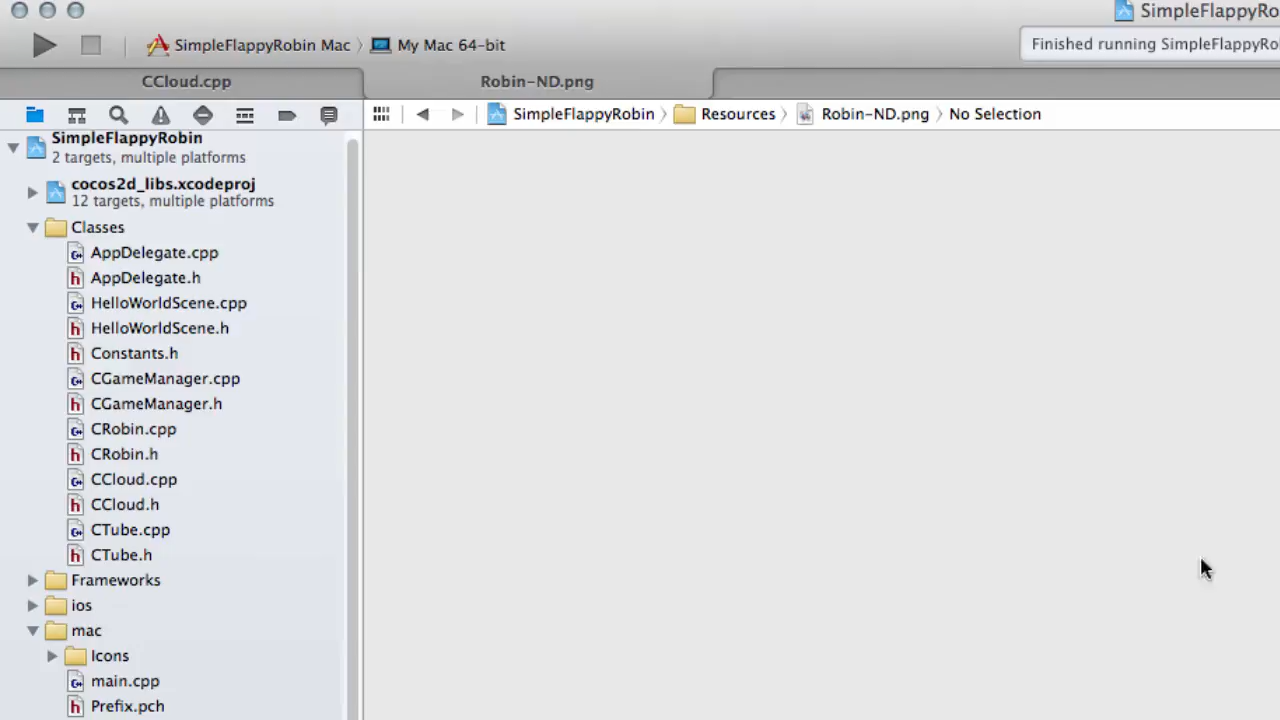 SimpleFlappyRo
SimpleFlappyRobin Mac 〉 My Mac 64-bit
Finished running SimpleFlappyRo
CCloud.cpp
Robin-ND.png
SimpleFlappyRobin 〉 Resources 〉 Robin-ND.png 〉 No Selection
SimpleFlappyRobin
2 targets, multiple platforms
cocos2d_libs.xcodeproj
12 targets, multiple platforms
Classes
AppDelegate.cpp
AppDelegate.h
HelloWorldScene.cpp
HelloWorldScene.h
Constants.h
CGameManager.cpp
CGameManager.h
CRobin.cpp
CRobin.h
CCloud.cpp
CCloud.h
CTube.cpp
CTube.h
Frameworks
ios
mac
Icons
main.cpp
Prefix.pch